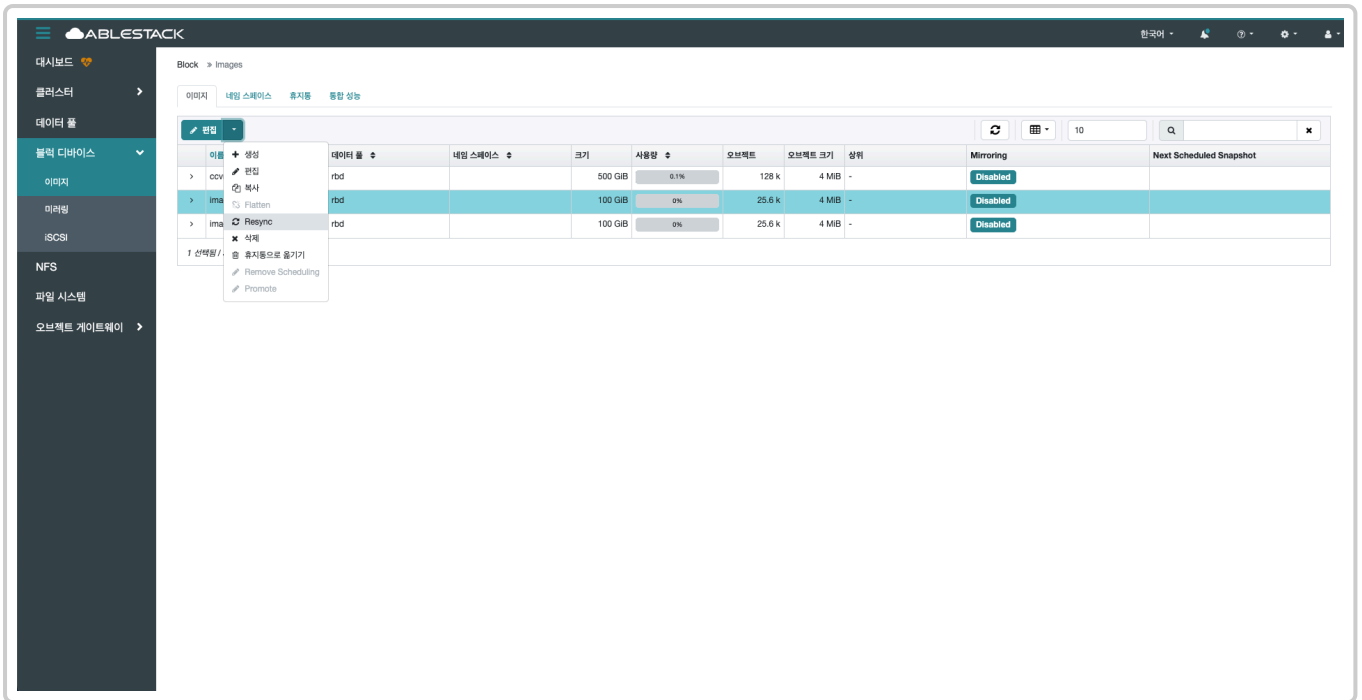 ABLESTACK
한국어
대시보드
클러스터
데이터 풀
블럭 디바이스
이미지
미러링
iSCSI
NFS
파일 시스템
오브젝트 게이트웨이
Block » Images
이미지 네임 스페이스 휴지통 통합 성능
편집
10
데이터 풀 네임 스페이스 크기 사용량 오브젝트 오브젝트 크기 상위 Mirroring Next Scheduled Snapshot
rbd 500 GiB 0.1% 128 k 4 MiB - Disabled
rbd 100 GiB 0% 25.6 k 4 MiB - Disabled
rbd 100 GiB 0% 25.6 k 4 MiB - Disabled
1 선택됨 /
생성
편집
복사
Flatten
Resync
삭제
휴지통으로 옮기기
Remove Scheduling
Promote